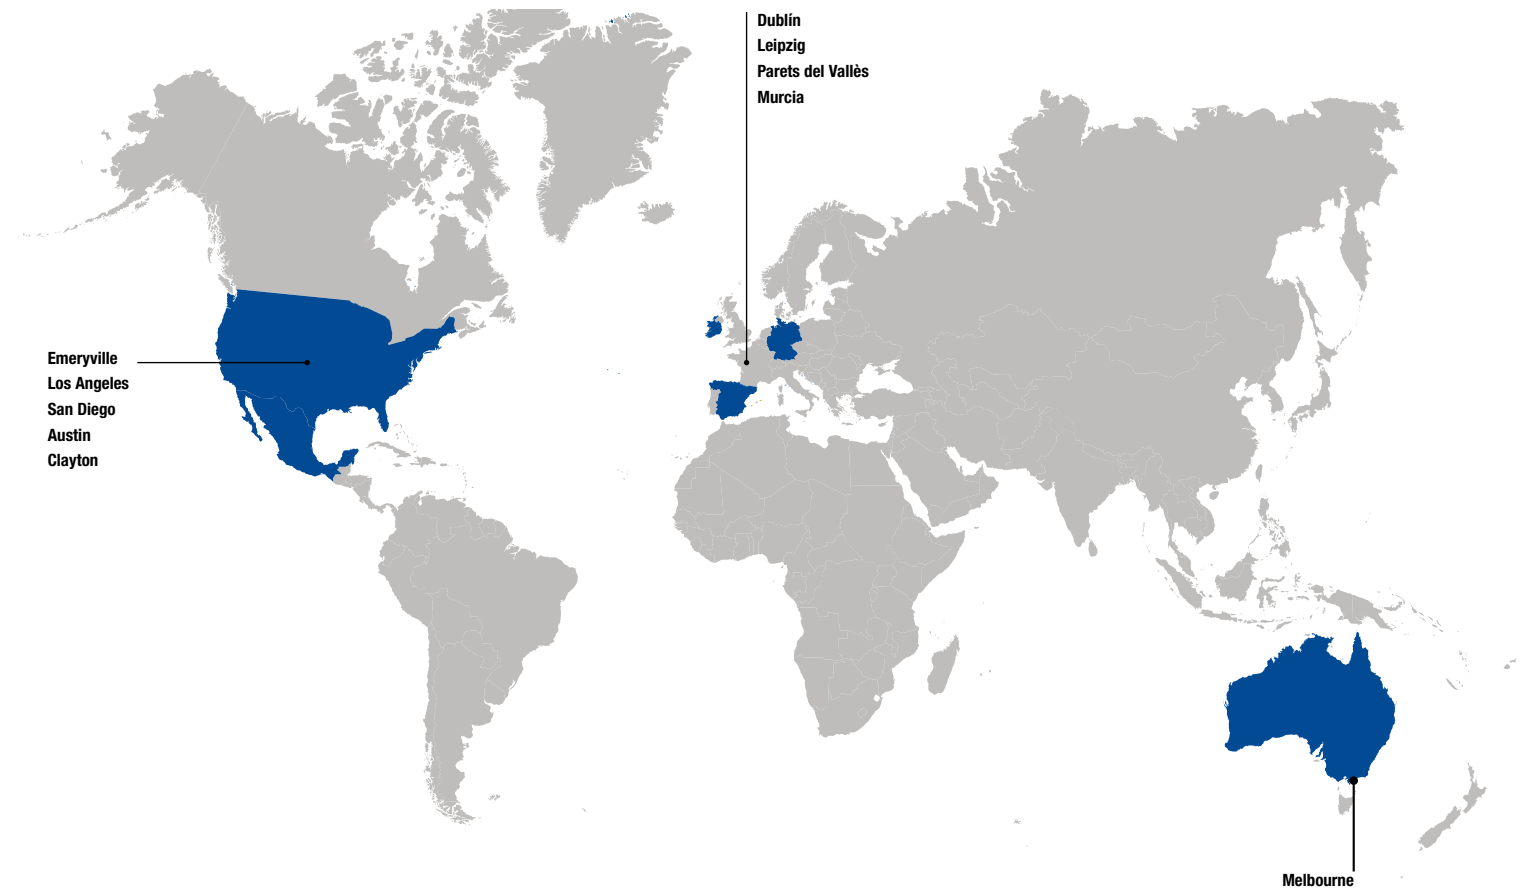 Dublín
Leipzig
Parets del Vallès
Murcia
Emeryville
Los Angeles
San Diego
Austin
Clayton
Melbourne